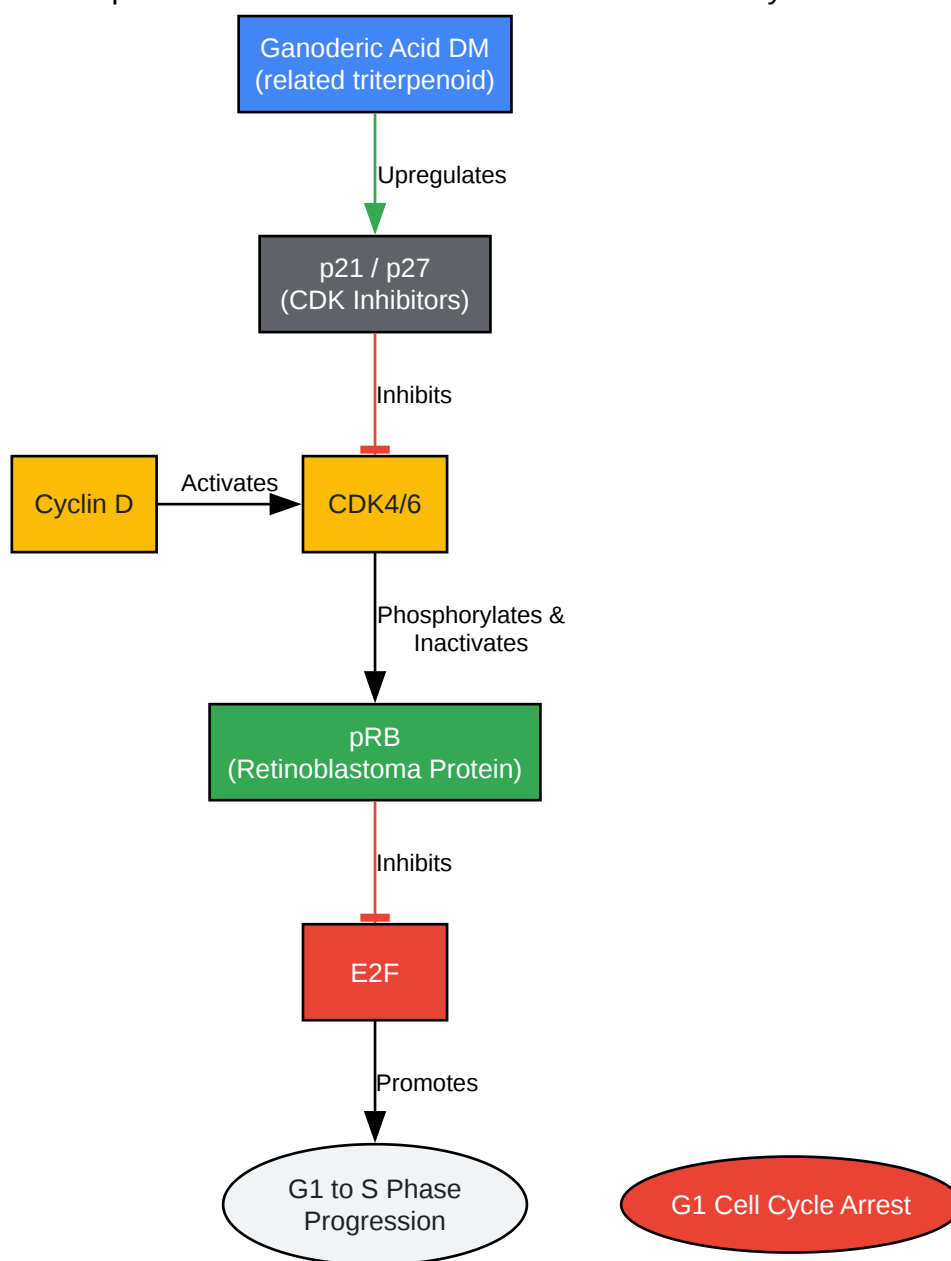 Ganoderic Acid DM
(related triterpenoid)
Upregulates
p21 / p27
(CDK Inhibitors)
Inhibits
Cyclin D
Activates
CDK4/6
Phosphorylates &
Inactivates
pRB
(Retinoblastoma Protein)
Inhibits
E2F
Promotes
G1 to S Phase
Progression
G1 Cell Cycle Arrest